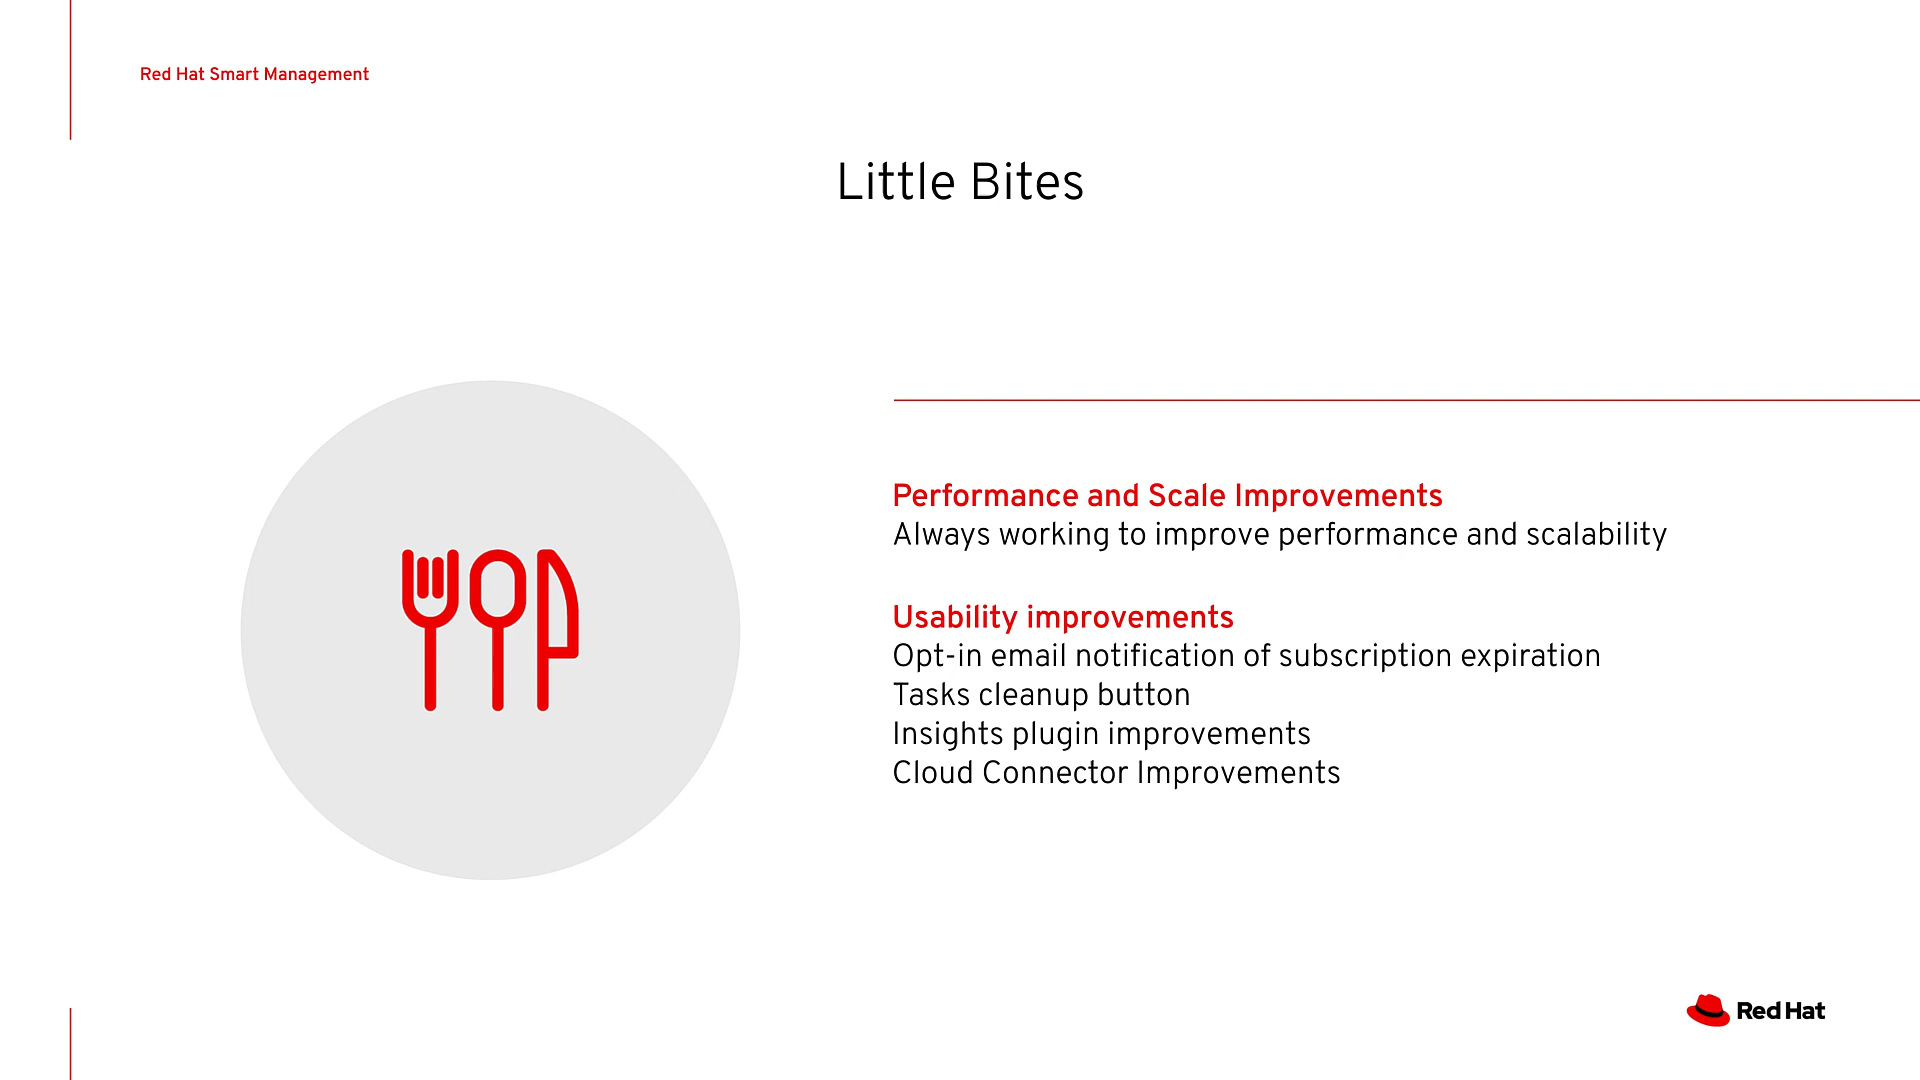 Red Hat Smart Management
Little Bites
Performance and Scale Improvements
Always working to improve performance and scalability
Usability improvements
Opt-in email notification of subscription expiration
Tasks cleanup button
Insights plugin improvements
Cloud Connector Improvements
Red Hat